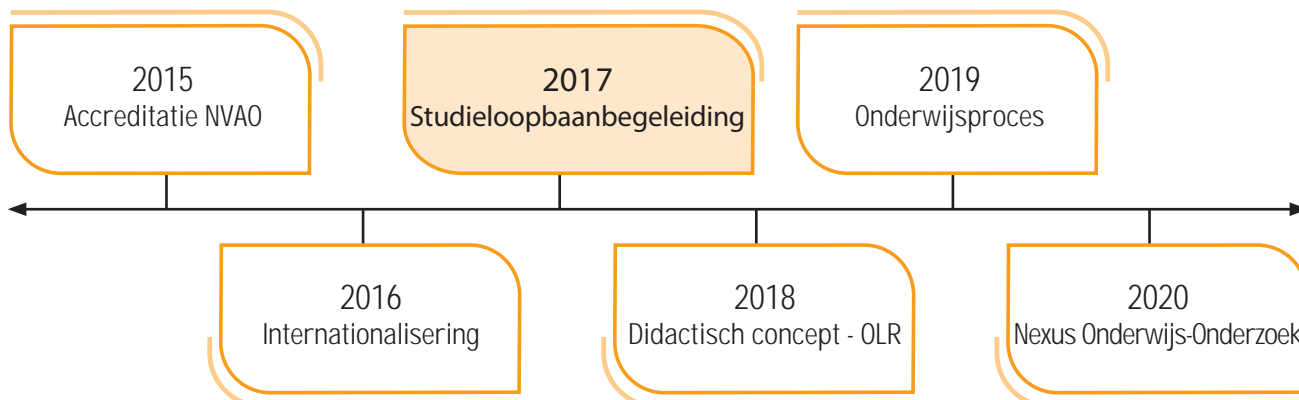 2015
Accreditatie NVAO
2017
Studieloopbaanbegeleiding
2019
Onderwijsproces
2016
Internationalisering
2018
Didactisch concept - OLR
2020
Nexus Onderwijs-Onderzoek